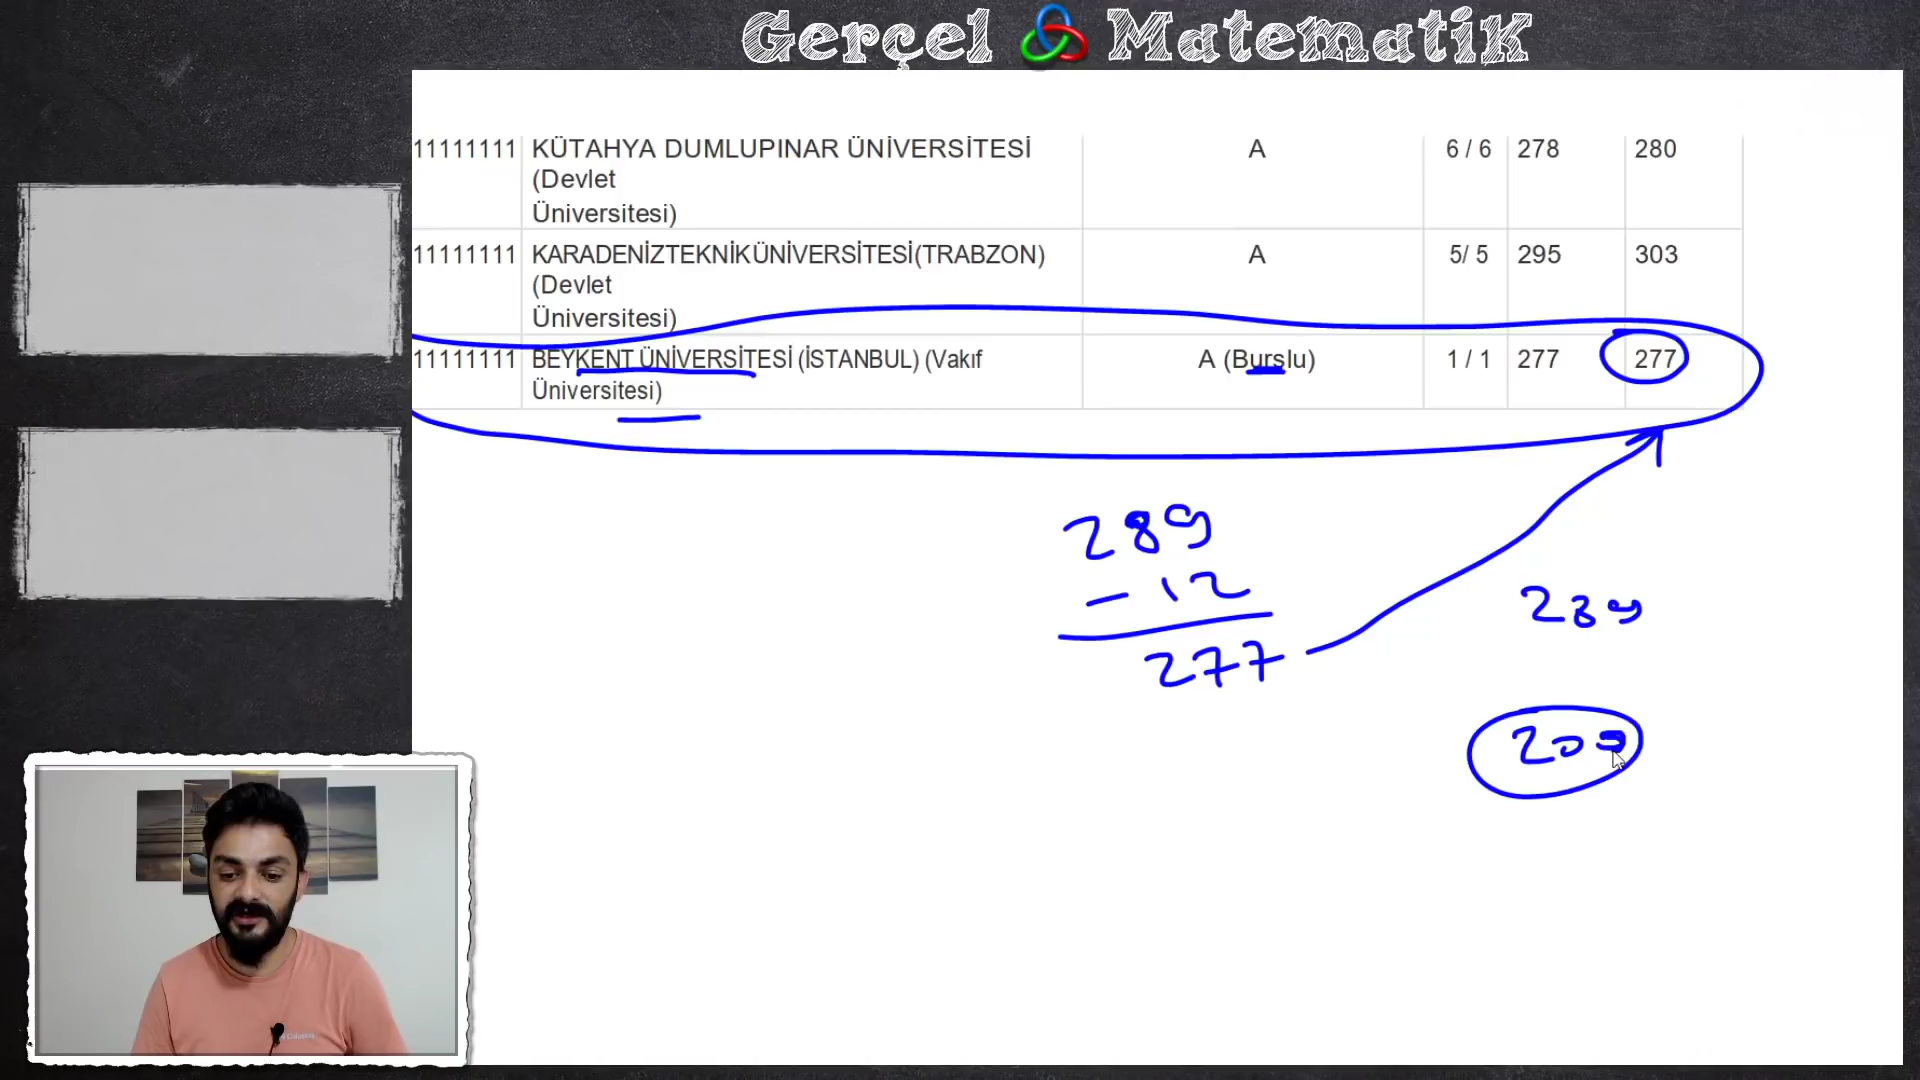 Gerçel Matematik
11111111 KÜTAHYA DUMLUPINAR ÜNİVERSİTESİ A 6 / 6 278 280
(Devlet
Üniversitesi)
11111111 KARADENİZTEKNİKÜNİVERSİTESİ(TRABZON) A 5/ 5 295 303
(Devlet
Üniversitesi)
11111111 BEYKENT ÜNİVERSİTESİ (İSTANBUL) (Vakıf A (Burslu) 1 / 1 277 277
Üniversitesi)
289
- 12
277
289